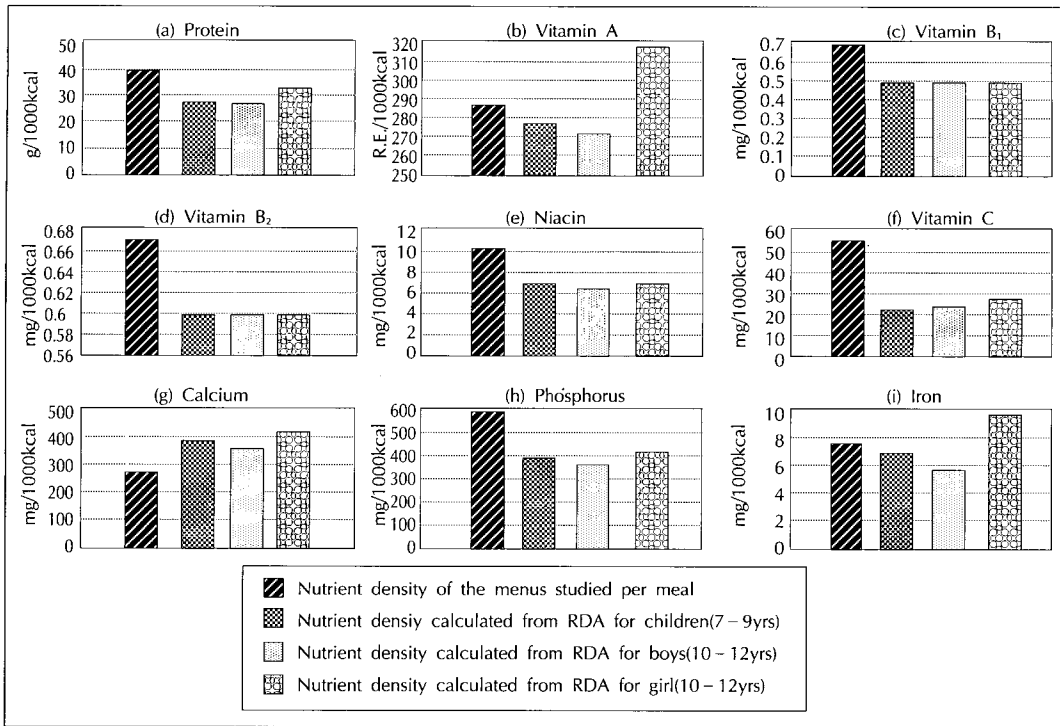 (a) Protein
50
40
30
20
10
0
g/1000kcal
(b) Vitamin A
320
310
300
290
280
270
260
250
R.E./1000kcal
(c) Vitamin B₁
0.7
0.6
0.5
0.4
0.3
0.2
0.1
0
mg/1000kcal
(d) Vitamin B₂
0.68
0.66
0.64
0.62
0.6
0.58
0.56
mg/1000kcal
(e) Niacin
12
10
8
6
4
2
0
mg/1000kcal
(f) Vitamin C
60
50
40
30
20
10
0
mg/1000kcal
(g) Calcium
500
400
300
200
100
0
mg/1000kcal
(h) Phosphorus
600
500
400
300
200
100
0
mg/1000kcal
(i) Iron
10
8
6
4
2
0
mg/1000kcal
Nutrient density of the menus studied per meal
Nutrient densiy calculated from RDA for children(7–9yrs)
Nutrient density calculated from RDA for boys(10–12yrs)
Nutrient density calculated from RDA for girl(10–12yrs)